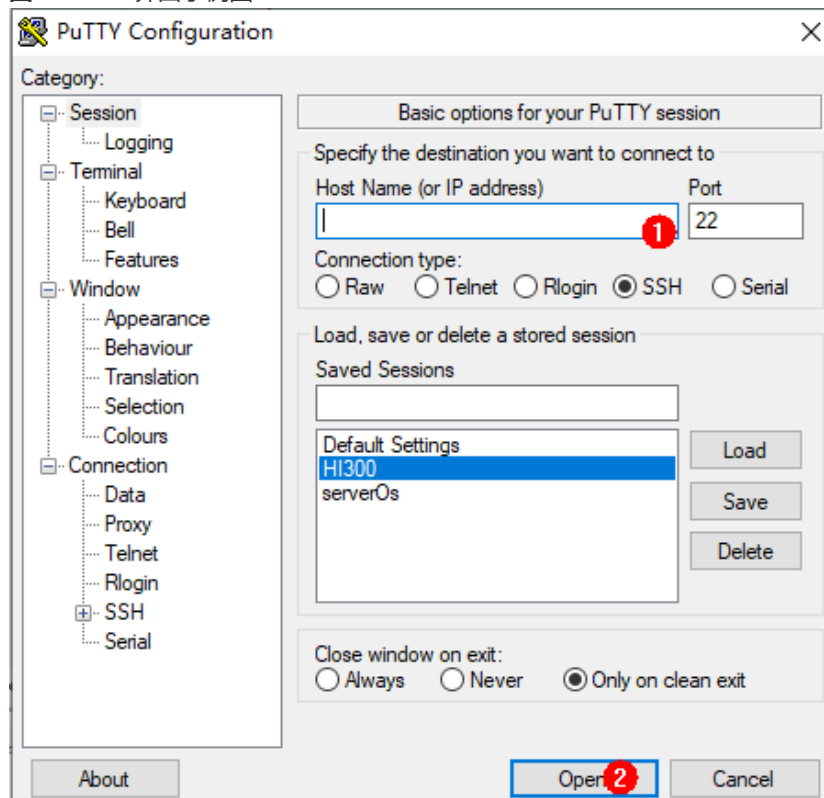 PuTTY Configuration
Category:
Session
Logging
Terminal
Keyboard
Bell
Features
Window
Appearance
Behaviour
Translation
Selection
Colours
Connection
Data
Proxy
Telnet
Rlogin
SSH
Serial
Basic options for your PuTTY session
Specify the destination you want to connect to
Host Name (or IP address) Port
1 22
Connection type:
Raw Telnet Rlogin SSH Serial
Load, save or delete a stored session
Saved Sessions
Default Settings Load
HI300
serverOs Save
Delete
Close window on exit:
Always Never Only on clean exit
About Open 2 Cancel